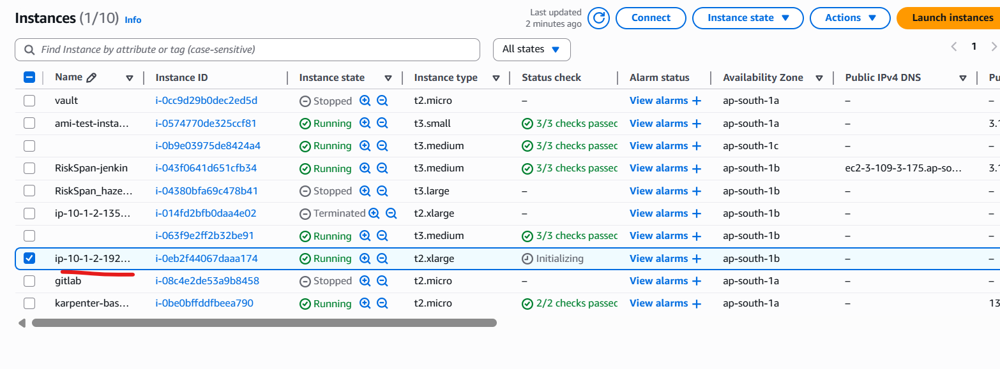 Instances (1/10) Info
Last updated
2 minutes ago
Connect
Instance state
Actions
Launch instances
Find Instance by attribute or tag (case-sensitive)
All states
1
Name Instance ID Instance state Instance type Status check Alarm status Availability Zone Public IPv4 DNS Pu
vault i-0cc9d29b0dec2ed5d Stopped t2.micro – View alarms + ap-south-1a – –
ami-test-insta... i-0574770de325ccf81 Running t3.small 3/3 checks passec View alarms + ap-south-1a – 3.1
i-0b9e03975de8424a4 Running t3.medium 3/3 checks passec View alarms + ap-south-1c – –
RiskSpan-jenkin i-043f0641d651cfb34 Running t3.medium 3/3 checks passec View alarms + ap-south-1b ec2-3-109-3-175.ap-so... 3.1
RiskSpan_haze... i-04380bfa69c478b41 Stopped t3.large – View alarms + ap-south-1b – –
ip-10-1-2-135... i-014fd2bfb0daa4e02 Terminated t2.xlarge – View alarms + ap-south-1b – –
i-063f9e2ff2b32be91 Running t3.medium 3/3 checks passec View alarms + ap-south-1b – –
ip-10-1-2-192... i-0eb2f44067daaa174 Running t2.xlarge Initializing View alarms + ap-south-1b – –
gitlab i-08c4e2de53a9b8458 Stopped t2.micro – View alarms + ap-south-1a – –
karpenter-bas... i-0be0bffddfbeea790 Running t2.micro 2/2 checks passec View alarms + ap-south-1a – 13